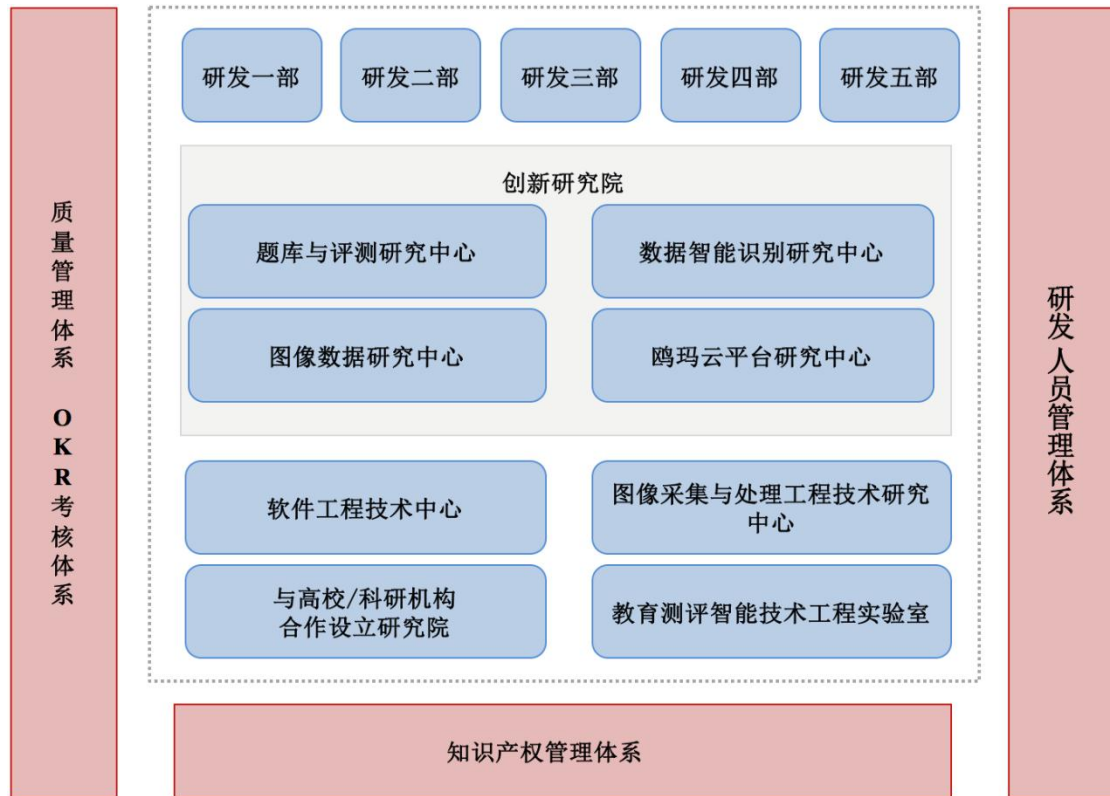 研发一部
研发二部
研发三部
研发四部
研发五部
创新研究院
题库与评测研究中心
数据智能识别研究中心
图像数据研究中心
鸥玛云平台研究中心
软件工程技术中心
图像采集与处理工程技术研究
中心
与高校/科研机构
合作设立研究院
教育测评智能技术工程实验室
质量管理体系 OKR考核体系
研发人员管理体系
知识产权管理体系